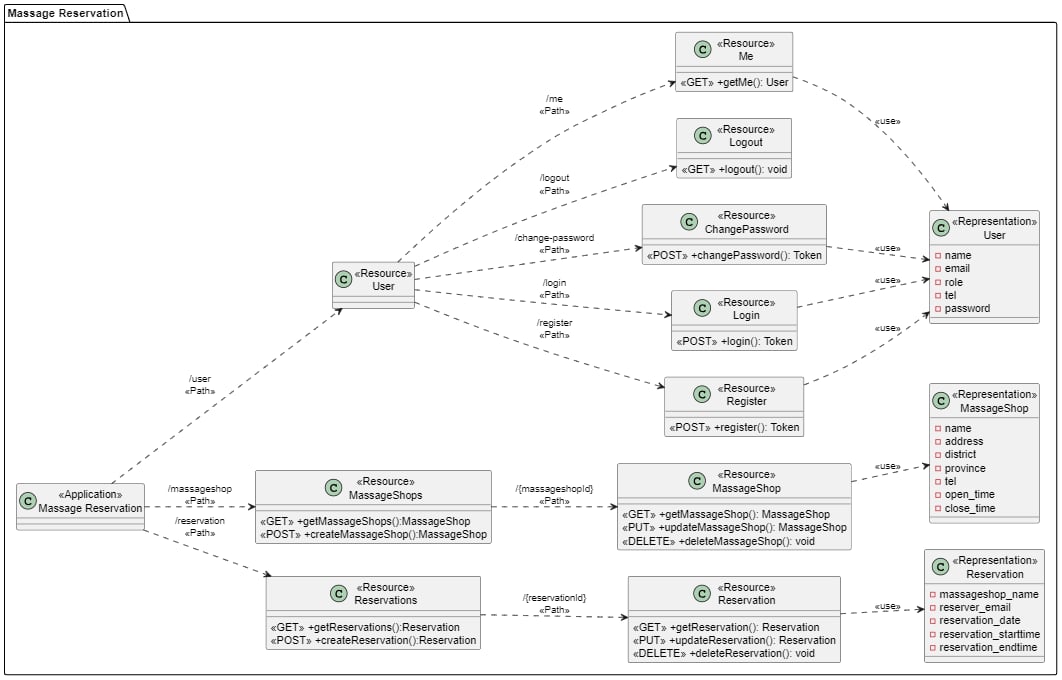 Massage Reservation
C «Resource»
Me
«GET» +getMe(): User
/me
«Path»
«use»
C «Resource»
Logout
«GET» +logout(): void
/logout
«Path»
C «Resource»
ChangePassword
«POST» +changePassword(): Token
/change-password
«Path»
«use»
C «Representation»
User
name
email
role
tel
password
C «Resource»
User
/login
«Path»
C «Resource»
Login
«POST» +login(): Token
«use»
/register
«Path»
«use»
C «Resource»
Register
«POST» +register(): Token
/user
«Path»
C «Representation»
MassageShop
name
address
district
province
tel
open_time
close_time
C «Application»
Massage Reservation
/massageshop
«Path»
C «Resource»
MassageShops
«GET» +getMassageShops():MassageShop
«POST» +createMassageShop():MassageShop
/{massageshopId}
«Path»
C «Resource»
MassageShop
«GET» +getMassageShop(): MassageShop
«PUT» +updateMassageShop(): MassageShop
«DELETE» +deleteMassageShop(): void
«use»
/reservation
«Path»
C «Resource»
Reservations
«GET» +getReservations():Reservation
«POST» +createReservation():Reservation
/{reservationId}
«Path»
C «Resource»
Reservation
«GET» +getReservation(): Reservation
«PUT» +updateReservation(): Reservation
«DELETE» +deleteReservation(): void
«use»
C «Representation»
Reservation
massageshop_name
reserver_email
reservation_date
reservation_starttime
reservation_endtime